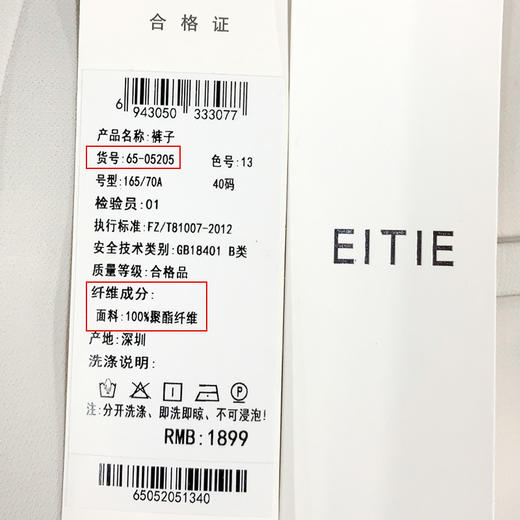 合格证
6 943050 333077
产品名称:裤子
货号:65-05205 色号:13
号型:165/70A 40码
检验员:01
执行标准:FZ/T81007-2012
安全技术类别:GB18401 B类
质量等级:合格品
纤维成分:
面料:100%聚酯纤维
产地:深圳
洗涤说明:
P
注:分开洗涤、即洗即晾、不可浸泡!
RMB:1899
65052051340
EITIE